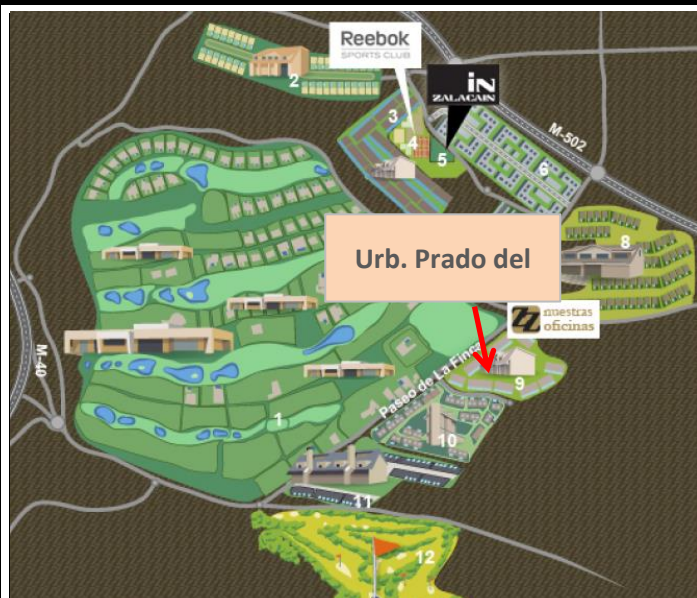 Reebok
SPORTS CLUB
in
ZALACAIN
2
3
4
5
M-502
6
8
Urb. Prado del
ZZ nuestras
oficinas
M-40
Paseo de La Finca
9
1
10
11
12